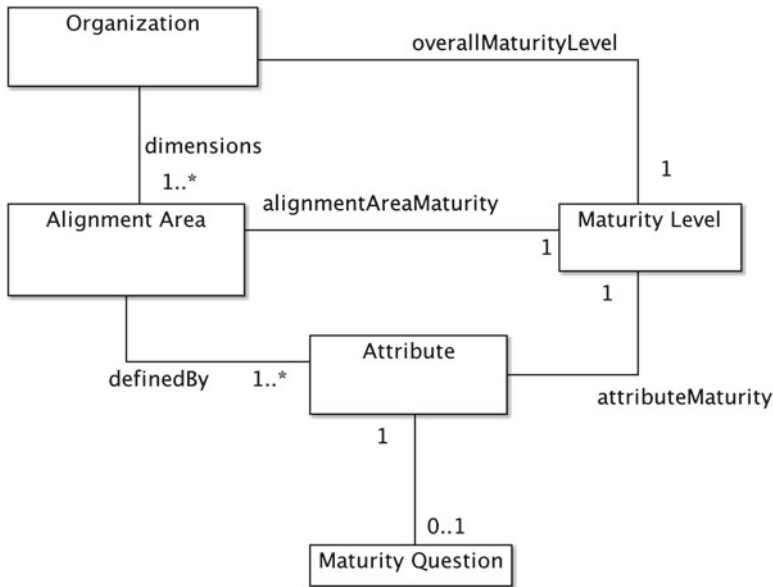 Organization
overallMaturityLevel
dimensions
1..*
1
Alignment Area
alignmentAreaMaturity
Maturity Level
1
1
Attribute
definedBy
1..*
attributeMaturity
1
0..1
Maturity Question